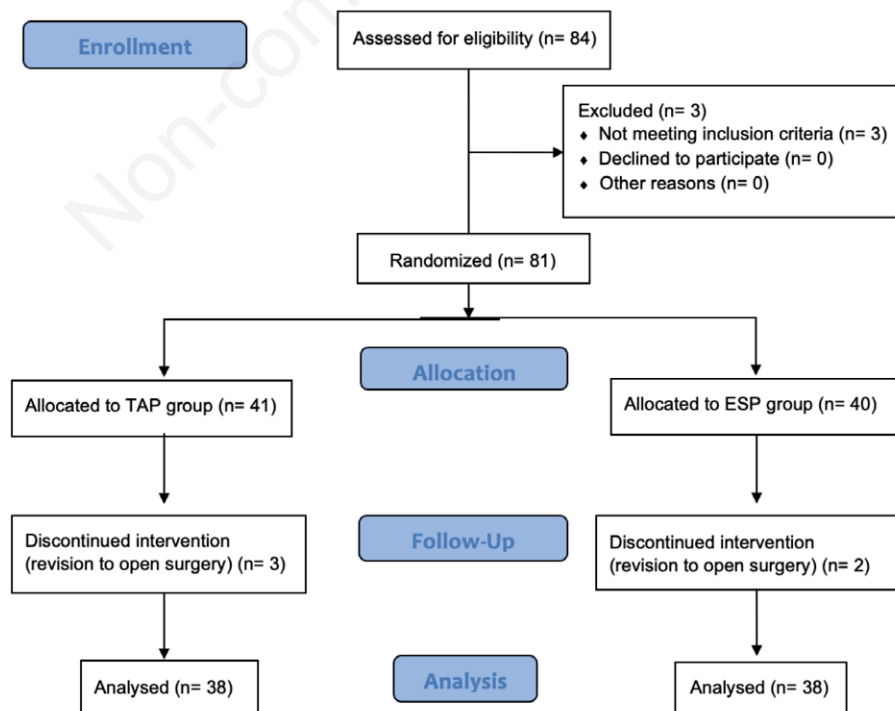 Non-com
Enrollment
Assessed for eligibility (n= 84)
Excluded (n= 3)
♦ Not meeting inclusion criteria (n= 3)
♦ Declined to participate (n= 0)
♦ Other reasons (n= 0)
Randomized (n= 81)
Allocation
Allocated to TAP group (n= 41)
Allocated to ESP group (n= 40)
Follow-Up
Discontinued intervention
(revision to open surgery) (n= 3)
Discontinued intervention
(revision to open surgery) (n= 2)
Analysis
Analysed (n= 38)
Analysed (n= 38)